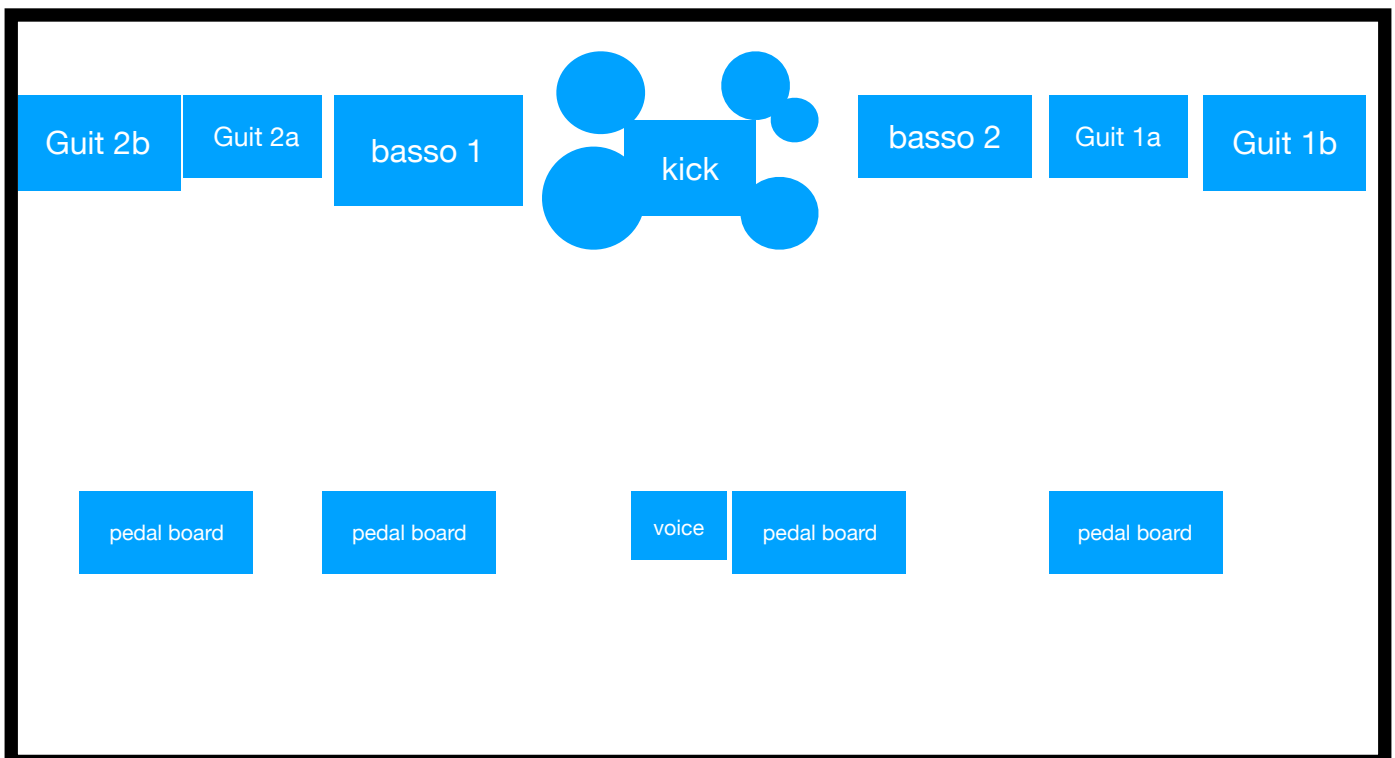 Guit 2b
Guit 2a
basso 1
kick
basso 2
Guit 1a
Guit 1b
pedal board
pedal board
voice
pedal board
pedal board